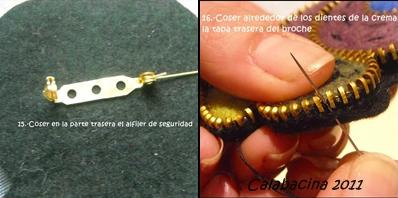 15.-Coser en la parte trasera el alfiler de seguridad
16.-Coser alrededor de los dientes de la crema
la tapa trasera del broche
Calabacina 2011